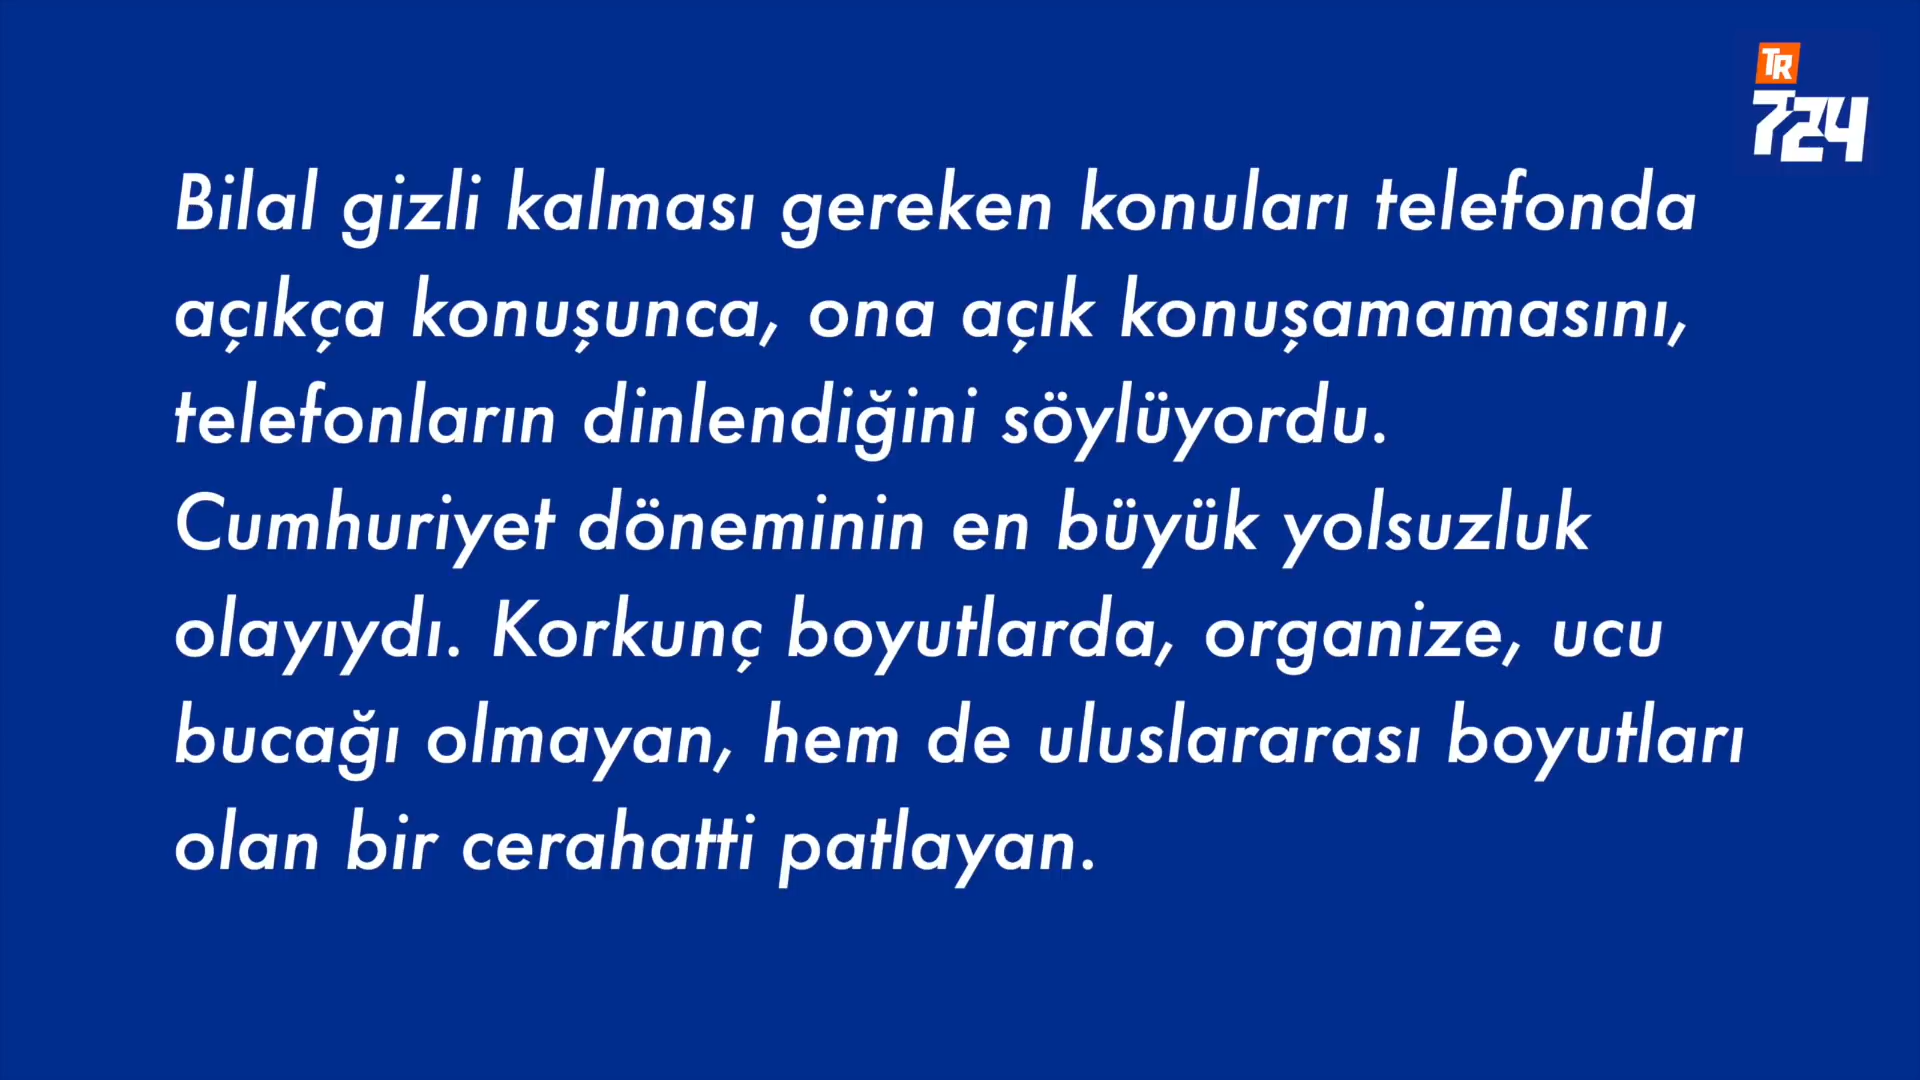 TR
724
Bilal gizli kalması gereken konuları telefonda
açıkça konuşunca, ona açık konuşamamasını,
telefonların dinlendiğini söylüyordu.
Cumhuriyet döneminin en büyük yolsuzluk
olayıydı. Korkunç boyutlarda, organize, ucu
bucağı olmayan, hem de uluslararası boyutları
olan bir cerahatti patlayan.